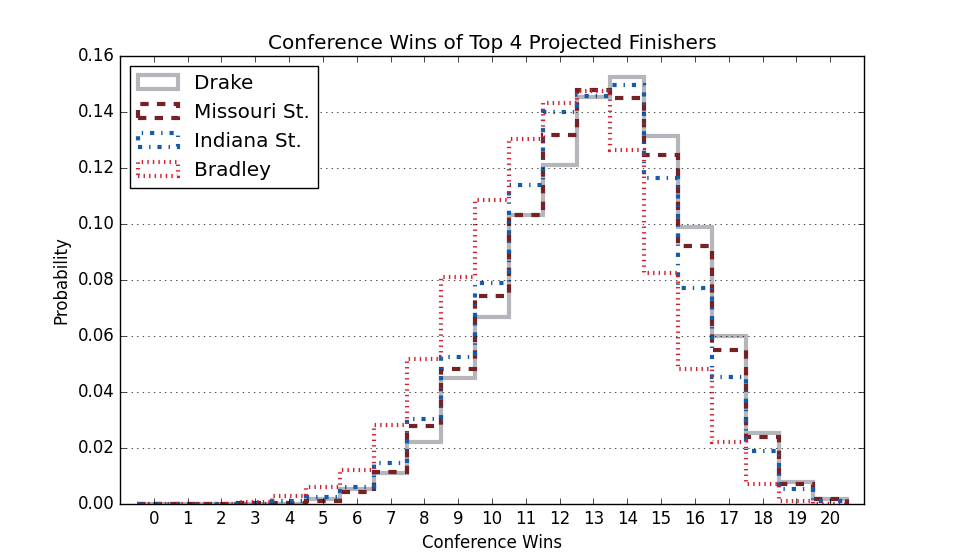 Conference Wins of Top 4 Projected Finishers
Drake
Missouri St.
Indiana St.
Bradley
Probability
0.16
0.14
0.12
0.10
0.08
0.06
0.04
0.02
0.00
0 1 2 3 4 5 6 7 8 9 10 11 12 13 14 15 16 17 18 19 20
Conference Wins